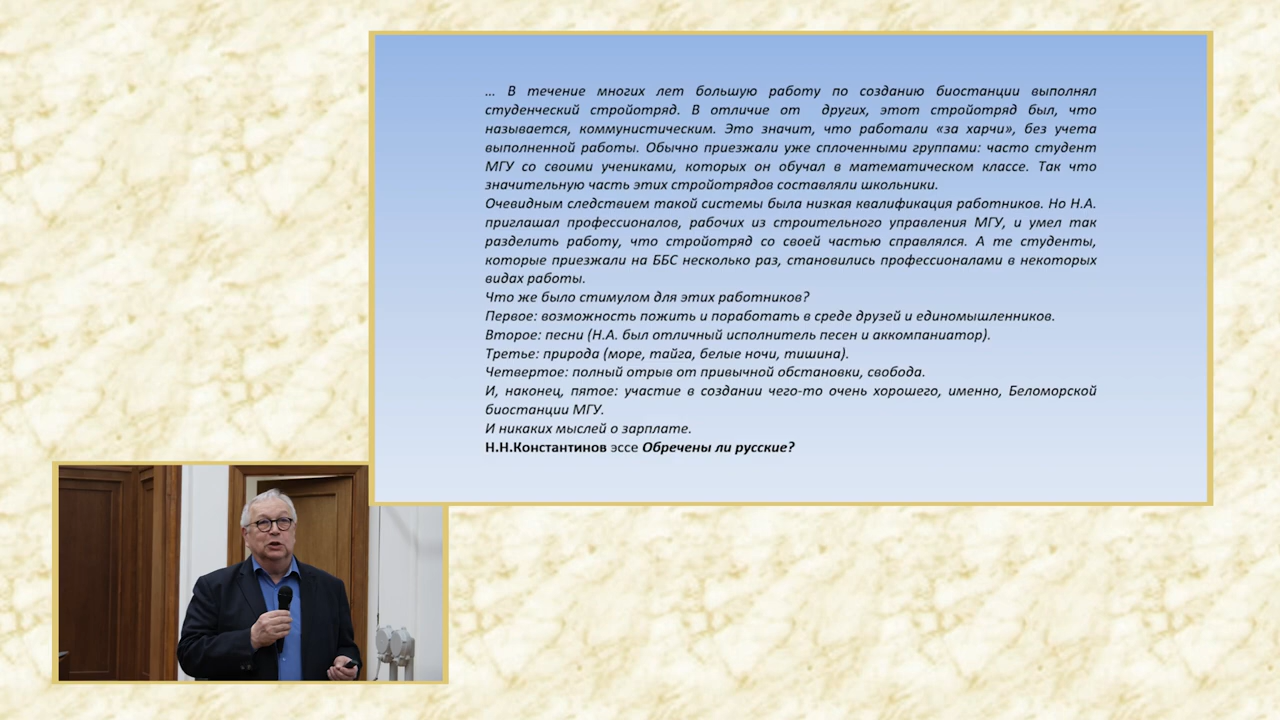 ... В течение многих лет большую работу по созданию биостанции выполнял
студенческий стройотряд. В отличие от других, этот стройотряд был, что
называется, коммунистическим. Это значит, что работали «за харчи», без учета
выполненной работы. Обычно приезжали уже сплоченными группами: часто студент
МГУ со своими учениками, которых он обучал в математическом классе. Так что
значительную часть этих стройотрядов составляли школьники.
Очевидным следствием такой системы была низкая квалификация работников. Но Н.А.
приглашал профессионалов, рабочих из строительного управления МГУ, и умел так
разделить работу, что стройотряд со своей частью справлялся. А те студенты,
которые приезжали на ББС несколько раз, становились профессионалами в некоторых
видах работы.
Что же было стимулом для этих работников?
Первое: возможность пожить и поработать в среде друзей и единомышленников.
Второе: песни (Н.А. был отличный исполнитель песен и аккомпаниатор).
Третье: природа (море, тайга, белые ночи, тишина).
Четвертое: полный отрыв от привычной обстановки, свобода.
И, наконец, пятое: участие в создании чего-то очень хорошего, именно, Беломорской
биостанции МГУ.
И никаких мыслей о зарплате.
Н.Н.Константинов эссе Обречены ли русские?